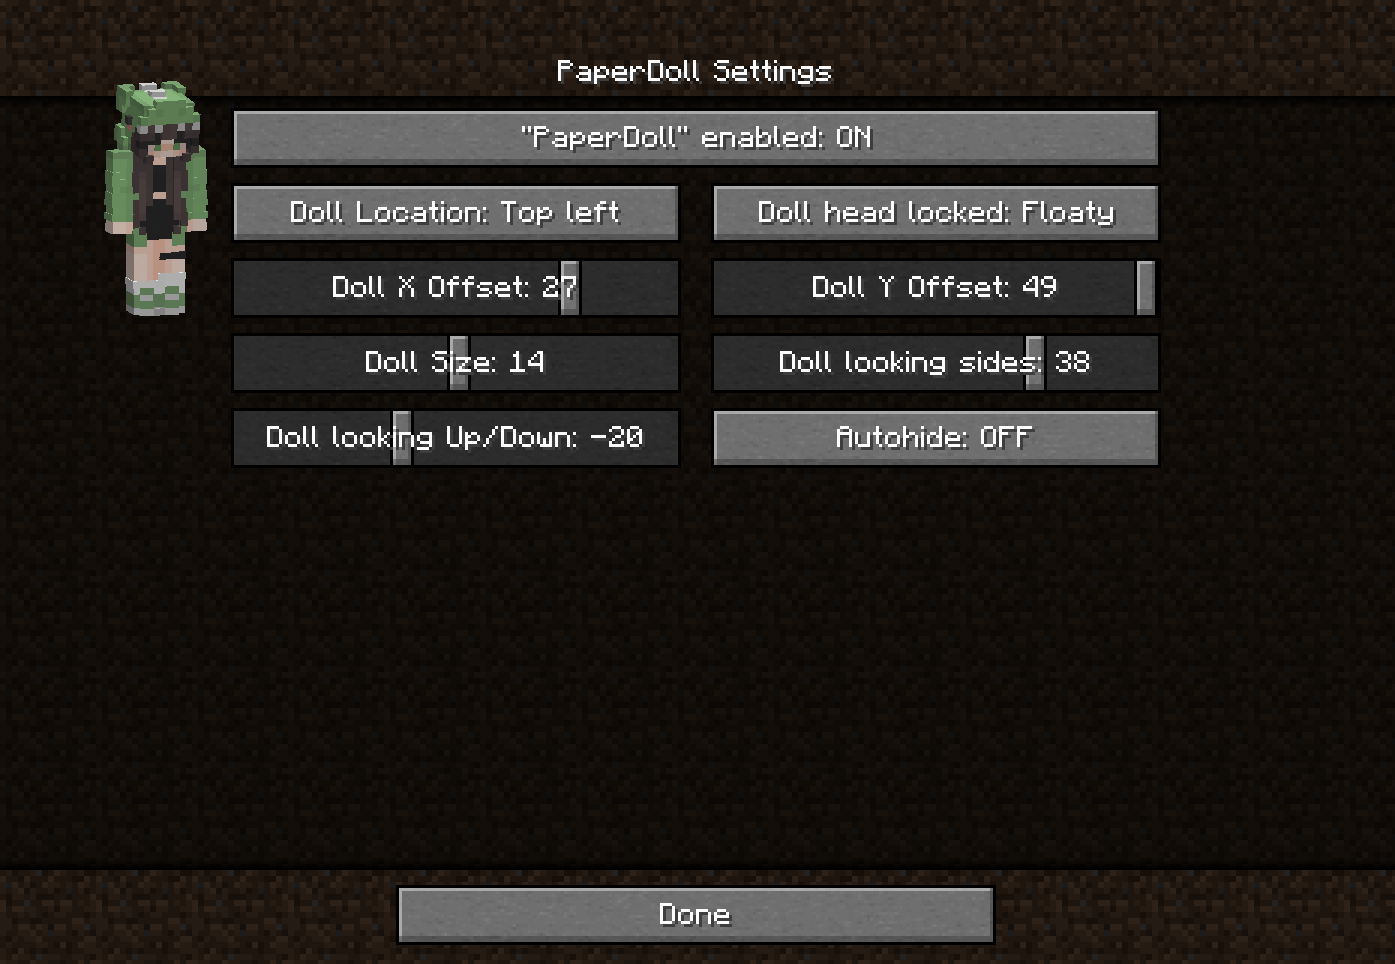 PaperDoll Settings
"PaperDoll" enabled: ON
Doll Location: Top left
Doll head locked: Floaty
Doll X Offset: 27
Doll Y Offset: 49
Doll Size: 14
Doll looking sides: 38
Doll looking Up/Down: -20
Autohide: OFF
Done